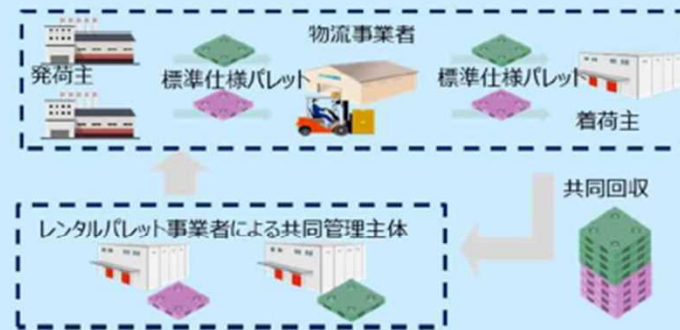 物流事業者
発荷主
標準仕様パレット
標準仕様パレット
着荷主
共同回収
レンタルパレット事業者による共同管理主体